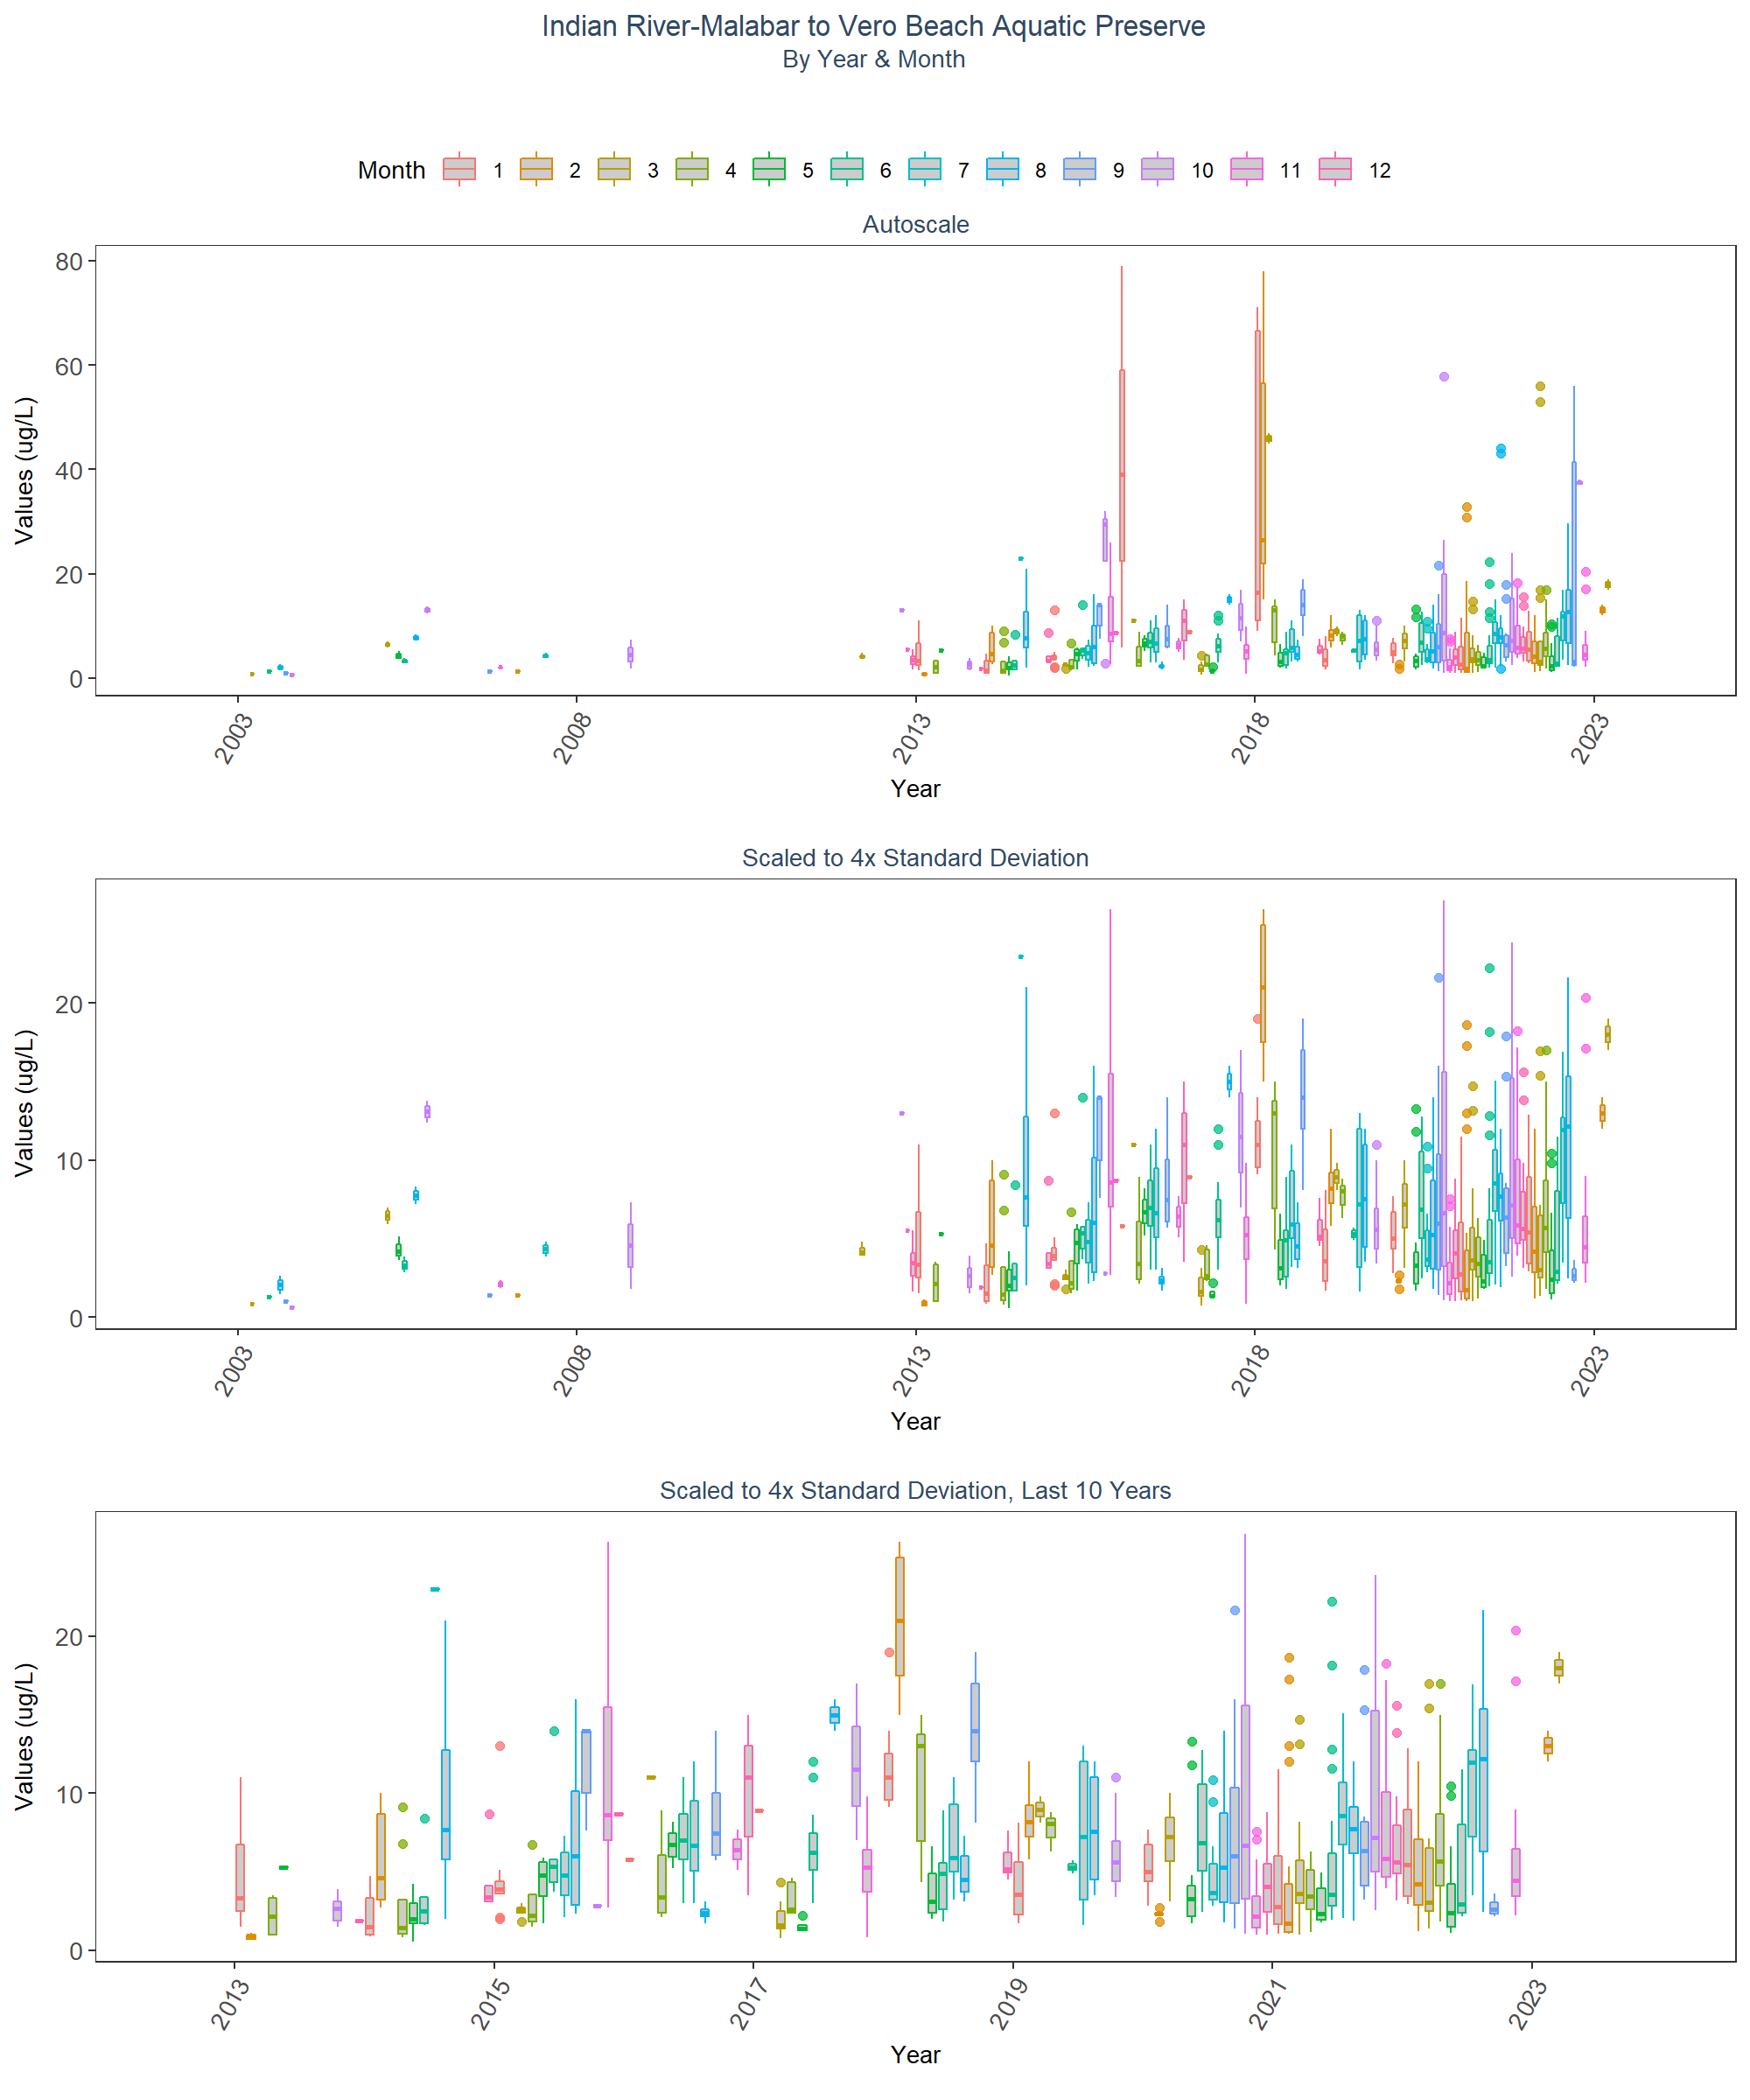 Indian River-Malabar to Vero Beach Aquatic Preserve
By Year & Month
Month 1 2 3 4 5 6 7 8 9 10 11 12
Autoscale
Values (ug/L)
80
60
40
20
0
2003 2008 2013 2018 2023
Year
Scaled to 4x Standard Deviation
Values (ug/L)
20
10
0
2003 2008 2013 2018 2023
Year
Scaled to 4x Standard Deviation, Last 10 Years
Values (ug/L)
20
10
0
2013 2015 2017 2019 2021 2023
Year